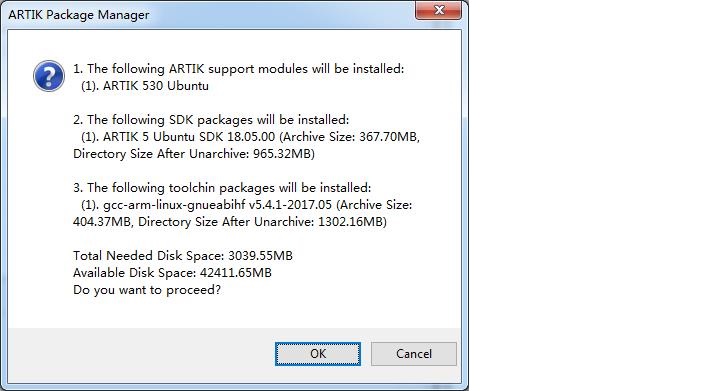 ARTIK Package Manager
1. The following ARTIK support modules will be installed:
(1). ARTIK 530 Ubuntu
2. The following SDK packages will be installed:
(1). ARTIK 5 Ubuntu SDK 18.05.00 (Archive Size: 367.70MB,
Directory Size After Unarchive: 965.32MB)
3. The following toolchin packages will be installed:
(1). gcc-arm-linux-gnueabihf v5.4.1-2017.05 (Archive Size:
404.37MB, Directory Size After Unarchive: 1302.16MB)
Total Needed Disk Space: 3039.55MB
Available Disk Space: 42411.65MB
Do you want to proceed?
OK
Cancel